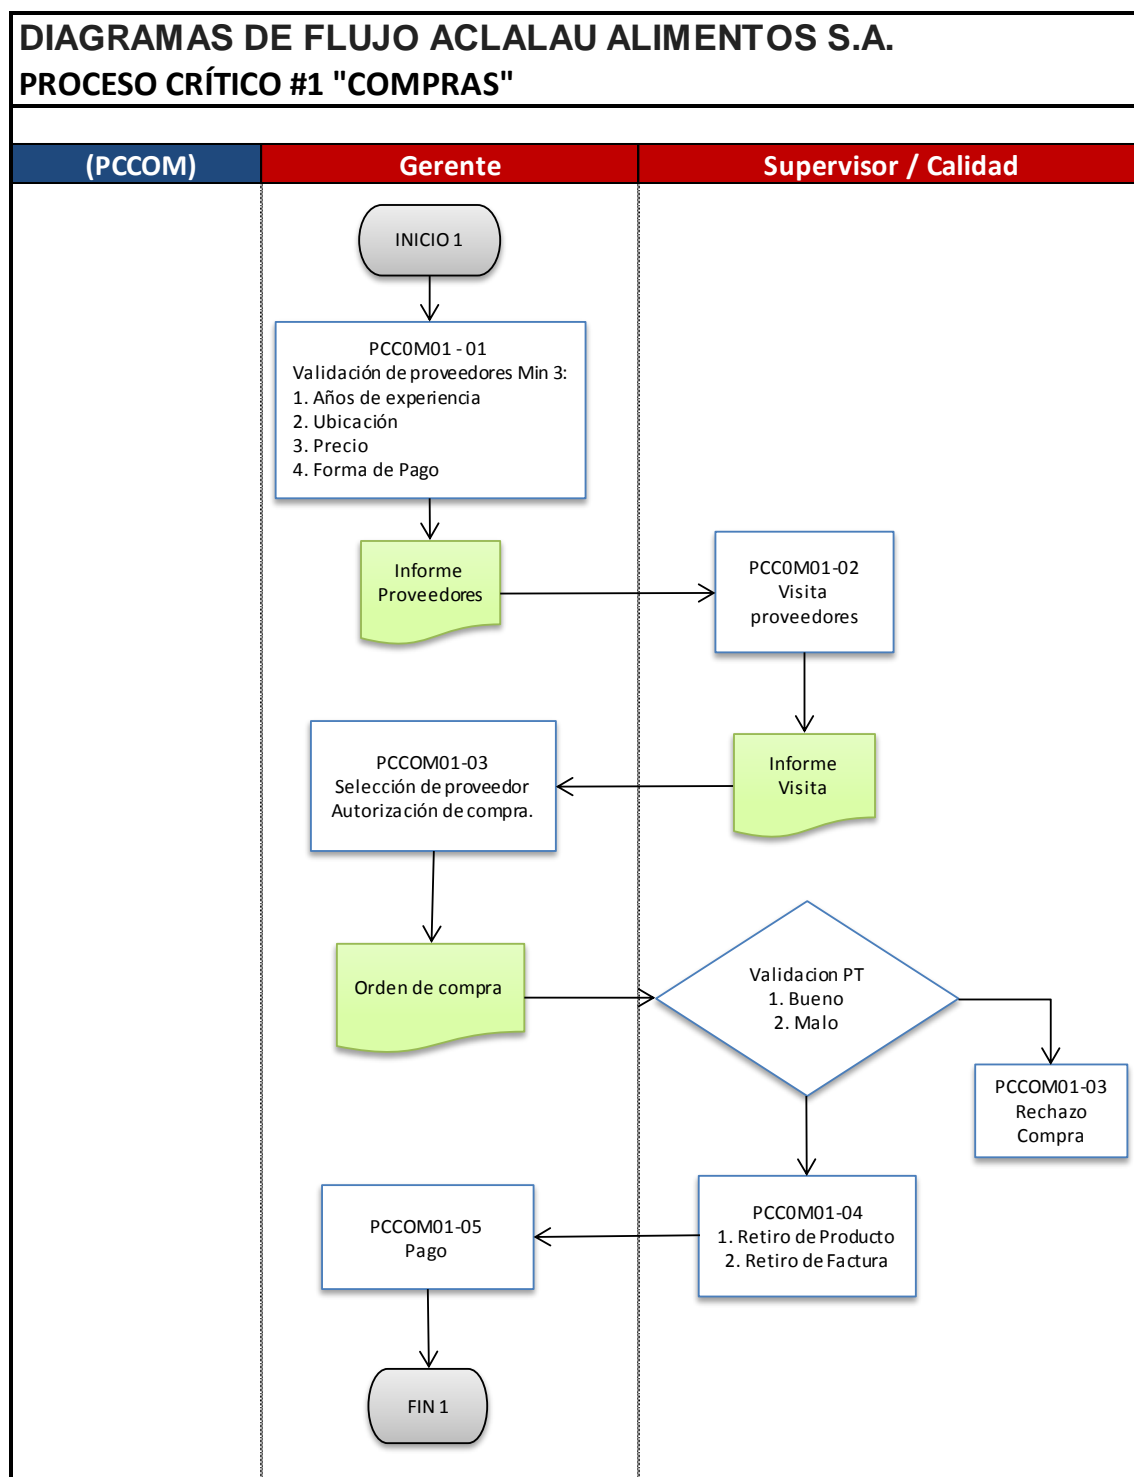 DIAGRAMAS DE FLUJO ACLALAU ALIMENTOS S.A.
PROCESO CRÍTICO #1 "COMPRAS"
(PCCOM)
Gerente
Supervisor / Calidad
INICIO 1
PCC0M01 - 01
Validación de proveedores Min 3:
1. Años de experiencia
2. Ubicación
3. Precio
4. Forma de Pago
Informe
Proveedores
PCC0M01-02
Visita
proveedores
Informe
Visita
PCCOM01-03
Selección de proveedor
Autorización de compra.
Orden de compra
Validacion PT
1. Bueno
2. Malo
PCCOM01-03
Rechazo
Compra
PCC0M01-04
1. Retiro de Producto
2. Retiro de Factura
PCCOM01-05
Pago
FIN 1